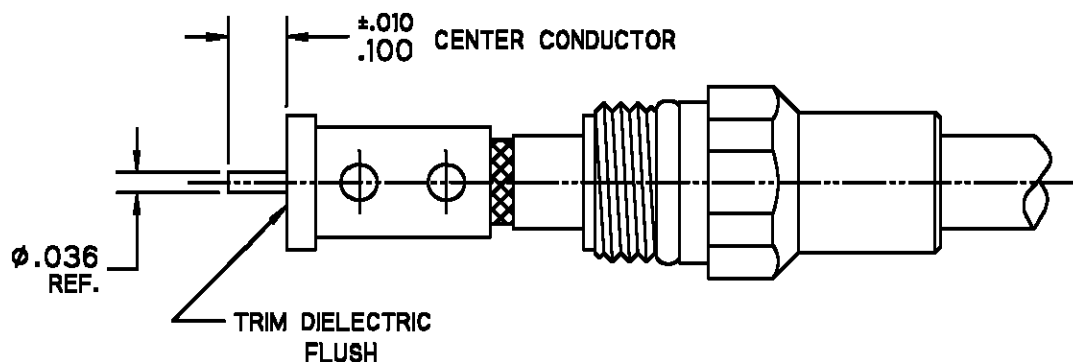 ±.010
.100 CENTER CONDUCTOR
ø.036
REF.
TRIM DIELECTRIC
FLUSH